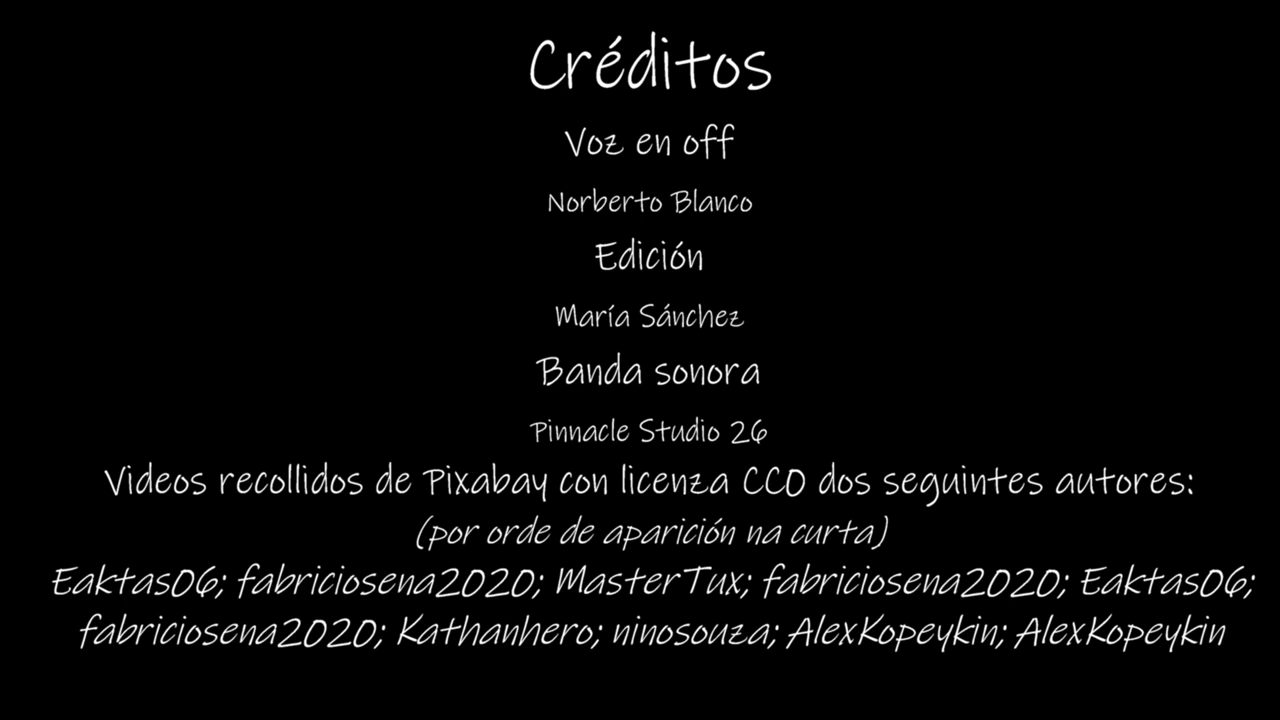 Créditos
Voz en off
Norberto Blanco
Edición
María Sánchez
Banda sonora
Pinnacle Studio 26
Videos recollidos de Pixabay con licenza CC0 dos seguintes autores:
(por orde de aparición na curta)
Eaktas06; fabriciosena2020; MasterTux; fabriciosena2020; Eaktas06;
fabriciosena2020; Kathanhero; ninosouza; AlexKopeykin; AlexKopeykin